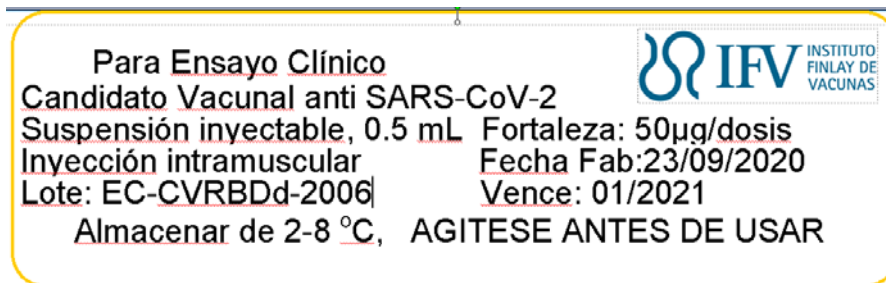 Para Ensayo Clínico
IFV INSTITUTO
FINLAY DE
VACUNAS
Candidato Vacunal anti SARS-CoV-2
Suspensión inyectable, 0.5 mL Fortaleza: 50µg/dosis
Inyección intramuscular Fecha Fab:23/09/2020
Lote: EC-CVRBDd-2006 Vence: 01/2021
Almacenar de 2-8 °C, AGITESE ANTES DE USAR